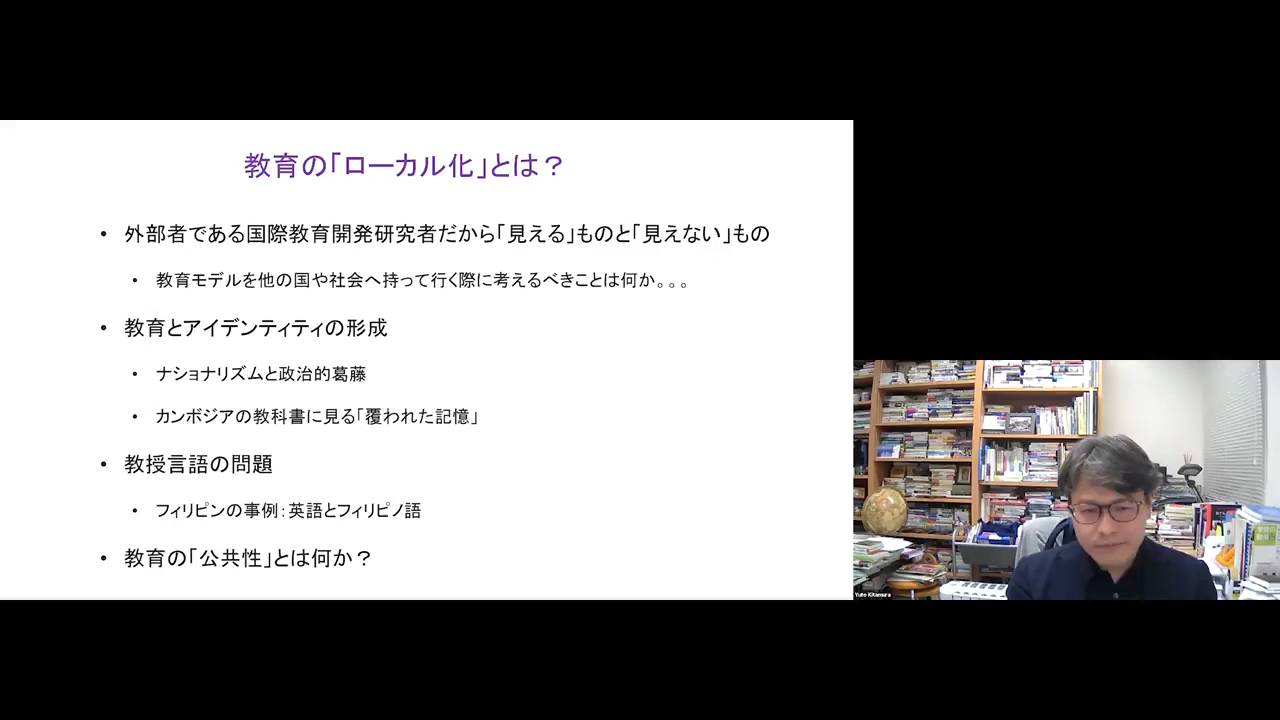 教育の「ローカル化」とは？
• 外部者である国際教育開発研究者だから「見える」ものと「見えない」もの
• 教育モデルを他の国や社会へ持って行く際に考えるべきことは何か。。。
• 教育とアイデンティティの形成
• ナショナリズムと政治的葛藤
• カンボジアの教科書に見る「覆われた記憶」
• 教授言語の問題
• フィリピンの事例：英語とフィリピノ語
• 教育の「公共性」とは何か？
Yuto Kitamura